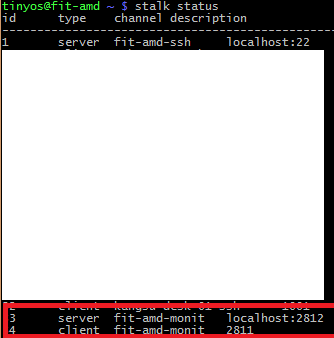 tinyos@fit-amd ~ $ stalk status
id type channel description
1 server fit-amd-ssh localhost:22
3 server fit-amd-monit localhost:2812
4 client fit-amd-monit 2811